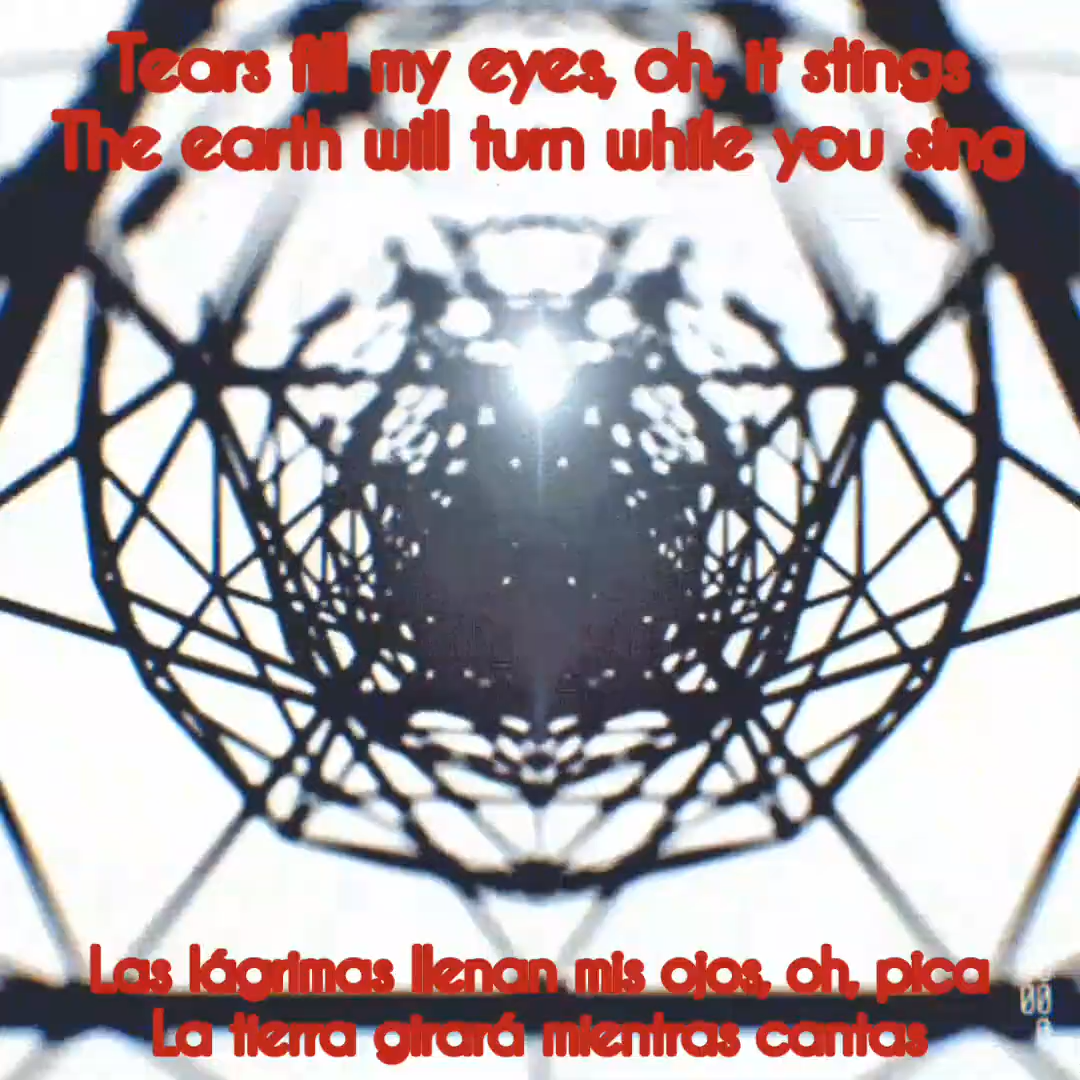 Tears fill my eyes, oh, it stings
The earth will turn while you sing
Las lágrimas llenan mis ojos, oh, pica
00
La tierra girará mientras cantas